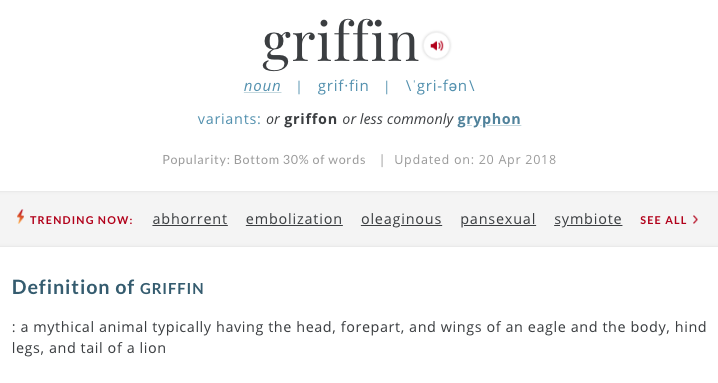 griffin
noun | grif·fin | \ˈgri-fən\
variants: or griffon or less commonly gryphon
Popularity: Bottom 30% of words | Updated on: 20 Apr 2018
TRENDING NOW: abhorrent embolization oleaginous pansexual symbiote SEE ALL >
Definition of GRIFFIN
: a mythical animal typically having the head, forepart, and wings of an eagle and the body, hind
legs, and tail of a lion